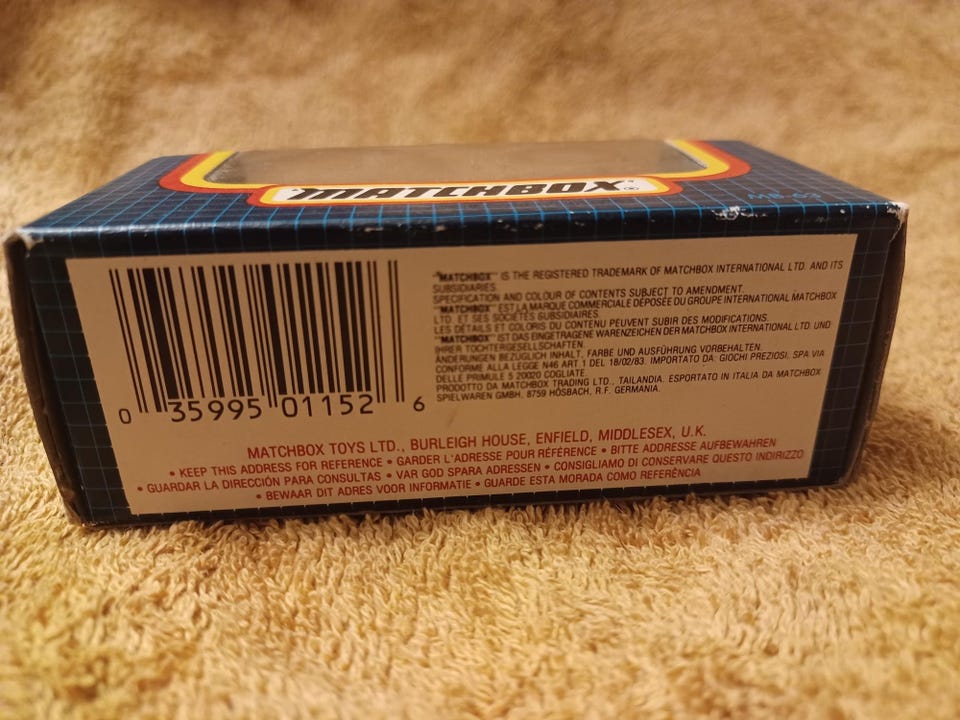 "MATCHBOX"
0 35995 01152 6
"MATCHBOX" IS THE REGISTERED TRADEMARK OF MATCHBOX INTERNATIONAL LTD. AND ITS
SUBSIDIARIES.
SPECIFICATION AND COLOUR OF CONTENTS SUBJECT TO AMENDMENT.
"MATCHBOX" EST LA MARQUE COMMERCIALE DÉPOSÉE DU GROUPE INTERNATIONAL MATCHBOX
LTD. ET SES SOCIÉTÉS SUBSIDIAIRES.
LES DÉTAILS ET COLORIS DU CONTENU PEUVENT SUBIR DES MODIFICATIONS.
"MATCHBOX" IST DAS EINGETRAGENE WARENZEICHEN DER MATCHBOX INTERNATIONAL LTD. UND
IHRER TOCHTERGESELLSCHAFTEN.
ÄNDERUNGEN BEZÜGLICH INHALT, FARBE UND AUSFÜHRUNG VORBEHALTEN.
CONFORME ALLA LEGGE N46 ART 1 DEL 18/02/83. IMPORTATO DA: GIOCHI PREZIOSI, SPA VIA
DELLE PRIMULE 5 20020 COGLIATE.
PRODOTTO DA MATCHBOX TRADING LTD., TAILANDIA. ESPORTATO IN ITALIA DA MATCHBOX
SPIELWAREN GMBH, 8759 HÖSBACH, R.F. GERMANIA.
MATCHBOX TOYS LTD., BURLEIGH HOUSE, ENFIELD, MIDDLESEX, U.K.
• KEEP THIS ADDRESS FOR REFERENCE • GARDER L'ADRESSE POUR RÉFÉRENCE • BITTE ADRESSE AUFBEWAHREN
• GUARDAR LA DIRECCIÓN PARA CONSULTAS • VAR GOD SPARA ADRESSEN • CONSIGLIAMO DI CONSERVARE QUESTO INDIRIZZO
• BEWAAR DIT ADRES VOOR INFORMATIE • GUARDE ESTA MORADA COMO REFERÊNCIA